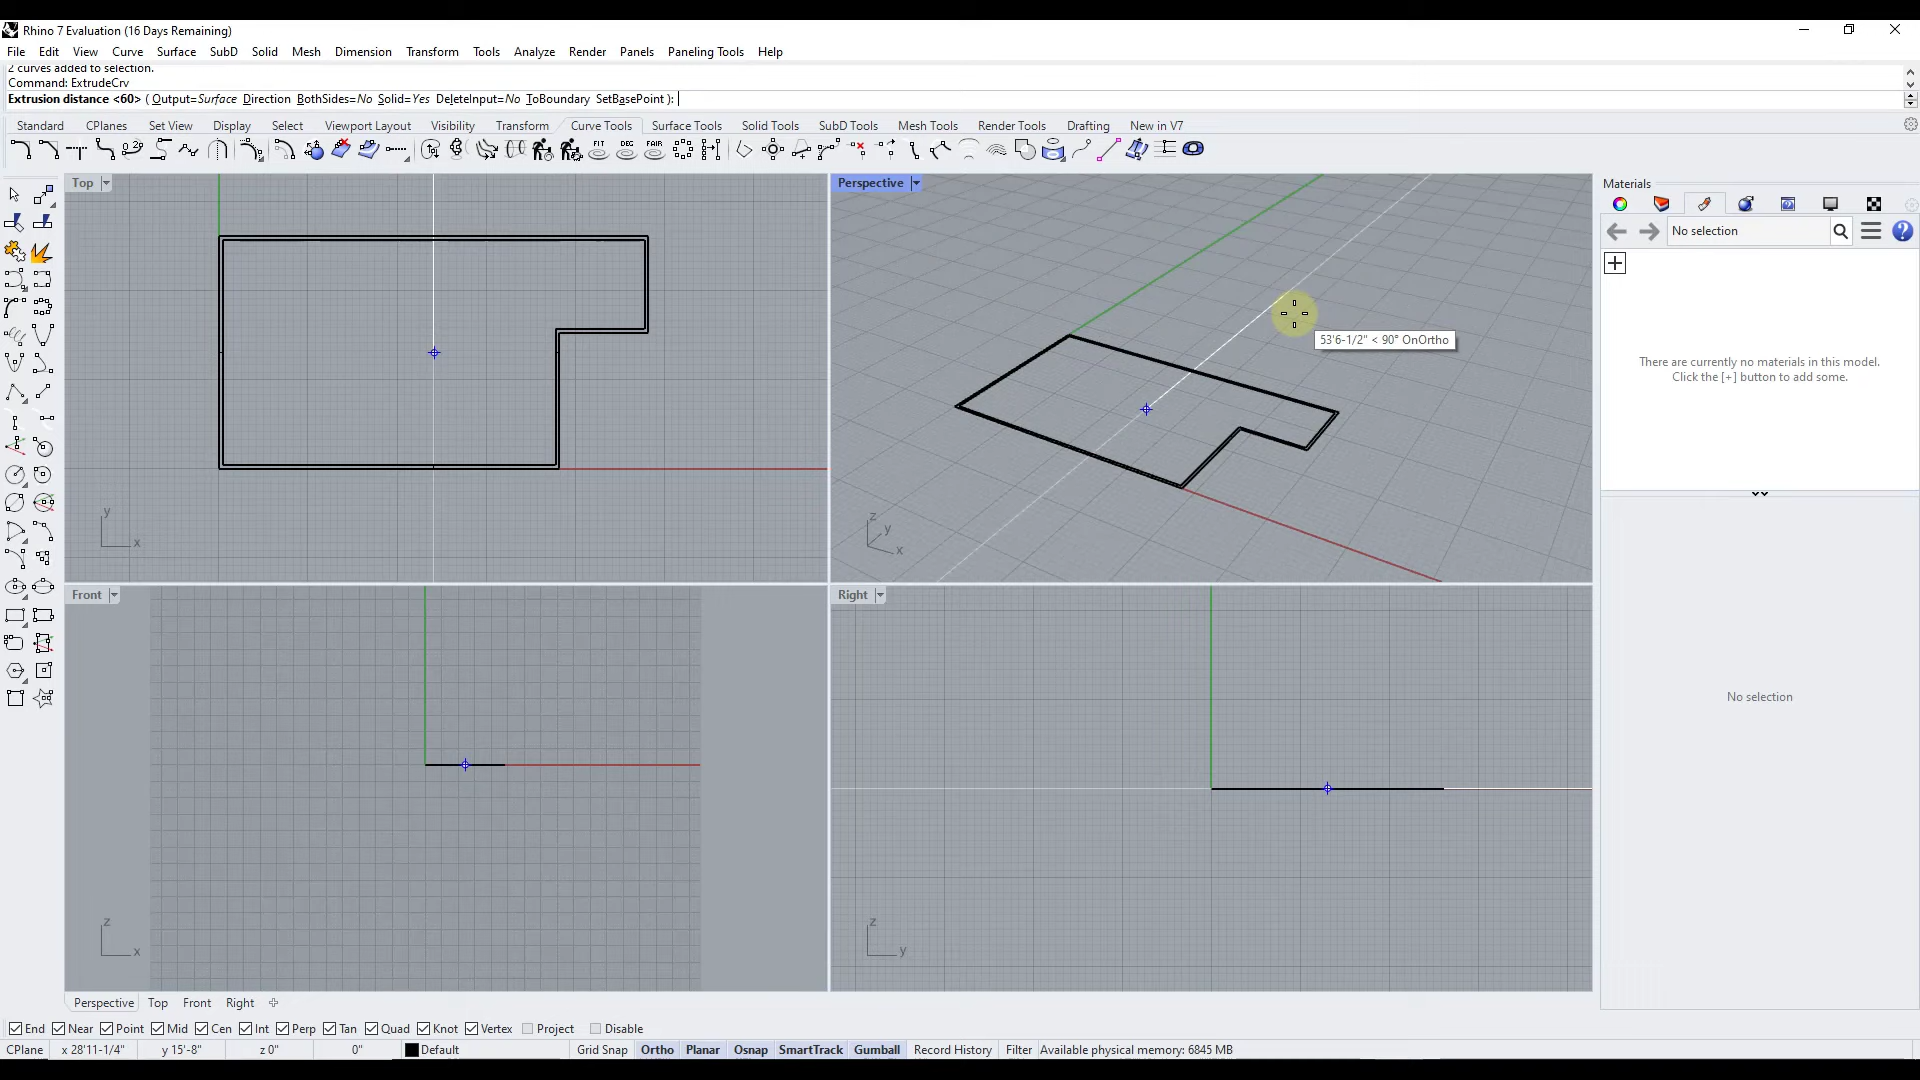 Rhino 7 Evaluation (16 Days Remaining)
File Edit View Curve Surface SubD Solid Mesh Dimension Transform Tools Analyze Render Panels Paneling Tools Help
2 curves added to selection.
Command: ExtrudeCrv
Extrusion distance <60> ( Output=Surface Direction BothSides=No Solid=Yes DeleteInput=No ToBoundary SetBasePoint ):
Standard CPlanes Set View Display Select Viewport Layout Visibility Transform Curve Tools Surface Tools Solid Tools SubD Tools Mesh Tools Render Tools Drafting New in V7
FIT DEG FAIR
Top
Perspective
Materials
No selection
There are currently no materials in this model.
Click the [+] button to add some.
53'6-1/2" < 90° OnOrtho
y
x
z
y
x
Front
Right
No selection
z
x
z
y
Perspective Top Front Right
End Near Point Mid Cen Int Perp Tan Quad Knot Vertex Project Disable
CPlane x 28'11-1/4" y 15'-8" z 0" 0" Default Grid Snap Ortho Planar Osnap SmartTrack Gumball Record History Filter Available physical memory: 6845 MB